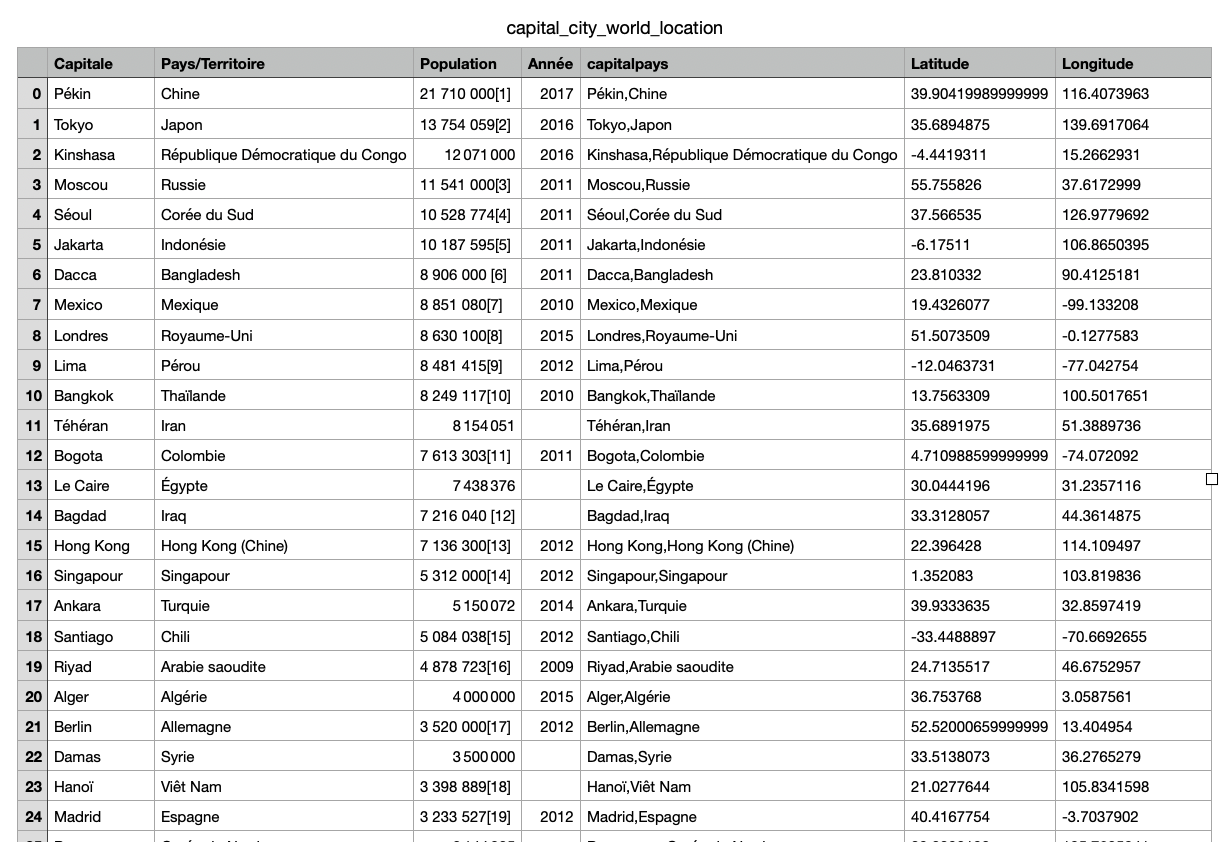 capital_city_world_location
Capitale Pays/Territoire Population Année capitalpays Latitude Longitude
0 Pékin Chine 21 710 000[1] 2017 Pékin,Chine 39.90419989999999 116.4073963
1 Tokyo Japon 13 754 059[2] 2016 Tokyo,Japon 35.6894875 139.6917064
2 Kinshasa République Démocratique du Congo 12 071 000 2016 Kinshasa,République Démocratique du Congo -4.4419311 15.2662931
3 Moscou Russie 11 541 000[3] 2011 Moscou,Russie 55.755826 37.6172999
4 Séoul Corée du Sud 10 528 774[4] 2011 Séoul,Corée du Sud 37.566535 126.9779692
5 Jakarta Indonésie 10 187 595[5] 2011 Jakarta,Indonésie -6.17511 106.8650395
6 Dacca Bangladesh 8 906 000 [6] 2011 Dacca,Bangladesh 23.810332 90.4125181
7 Mexico Mexique 8 851 080[7] 2010 Mexico,Mexique 19.4326077 -99.133208
8 Londres Royaume-Uni 8 630 100[8] 2015 Londres,Royaume-Uni 51.5073509 -0.1277583
9 Lima Pérou 8 481 415[9] 2012 Lima,Pérou -12.0463731 -77.042754
10 Bangkok Thaïlande 8 249 117[10] 2010 Bangkok,Thaïlande 13.7563309 100.5017651
11 Téhéran Iran 8 154 051 Téhéran,Iran 35.6891975 51.3889736
12 Bogota Colombie 7 613 303[11] 2011 Bogota,Colombie 4.710988599999999 -74.072092
13 Le Caire Égypte 7 438 376 Le Caire,Égypte 30.0444196 31.2357116
14 Bagdad Iraq 7 216 040 [12] Bagdad,Iraq 33.3128057 44.3614875
15 Hong Kong Hong Kong (Chine) 7 136 300[13] 2012 Hong Kong,Hong Kong (Chine) 22.396428 114.109497
16 Singapour Singapour 5 312 000[14] 2012 Singapour,Singapour 1.352083 103.819836
17 Ankara Turquie 5 150 072 2014 Ankara,Turquie 39.9333635 32.8597419
18 Santiago Chili 5 084 038[15] 2012 Santiago,Chili -33.4488897 -70.6692655
19 Riyad Arabie saoudite 4 878 723[16] 2009 Riyad,Arabie saoudite 24.7135517 46.6752957
20 Alger Algérie 4 000 000 2015 Alger,Algérie 36.753768 3.0587561
21 Berlin Allemagne 3 520 000[17] 2012 Berlin,Allemagne 52.52000659999999 13.404954
22 Damas Syrie 3 500 000 Damas,Syrie 33.5138073 36.2765279
23 Hanoï Viêt Nam 3 398 889[18] Hanoï,Viêt Nam 21.0277644 105.8341598
24 Madrid Espagne 3 233 527[19] 2012 Madrid,Espagne 40.4167754 -3.7037902